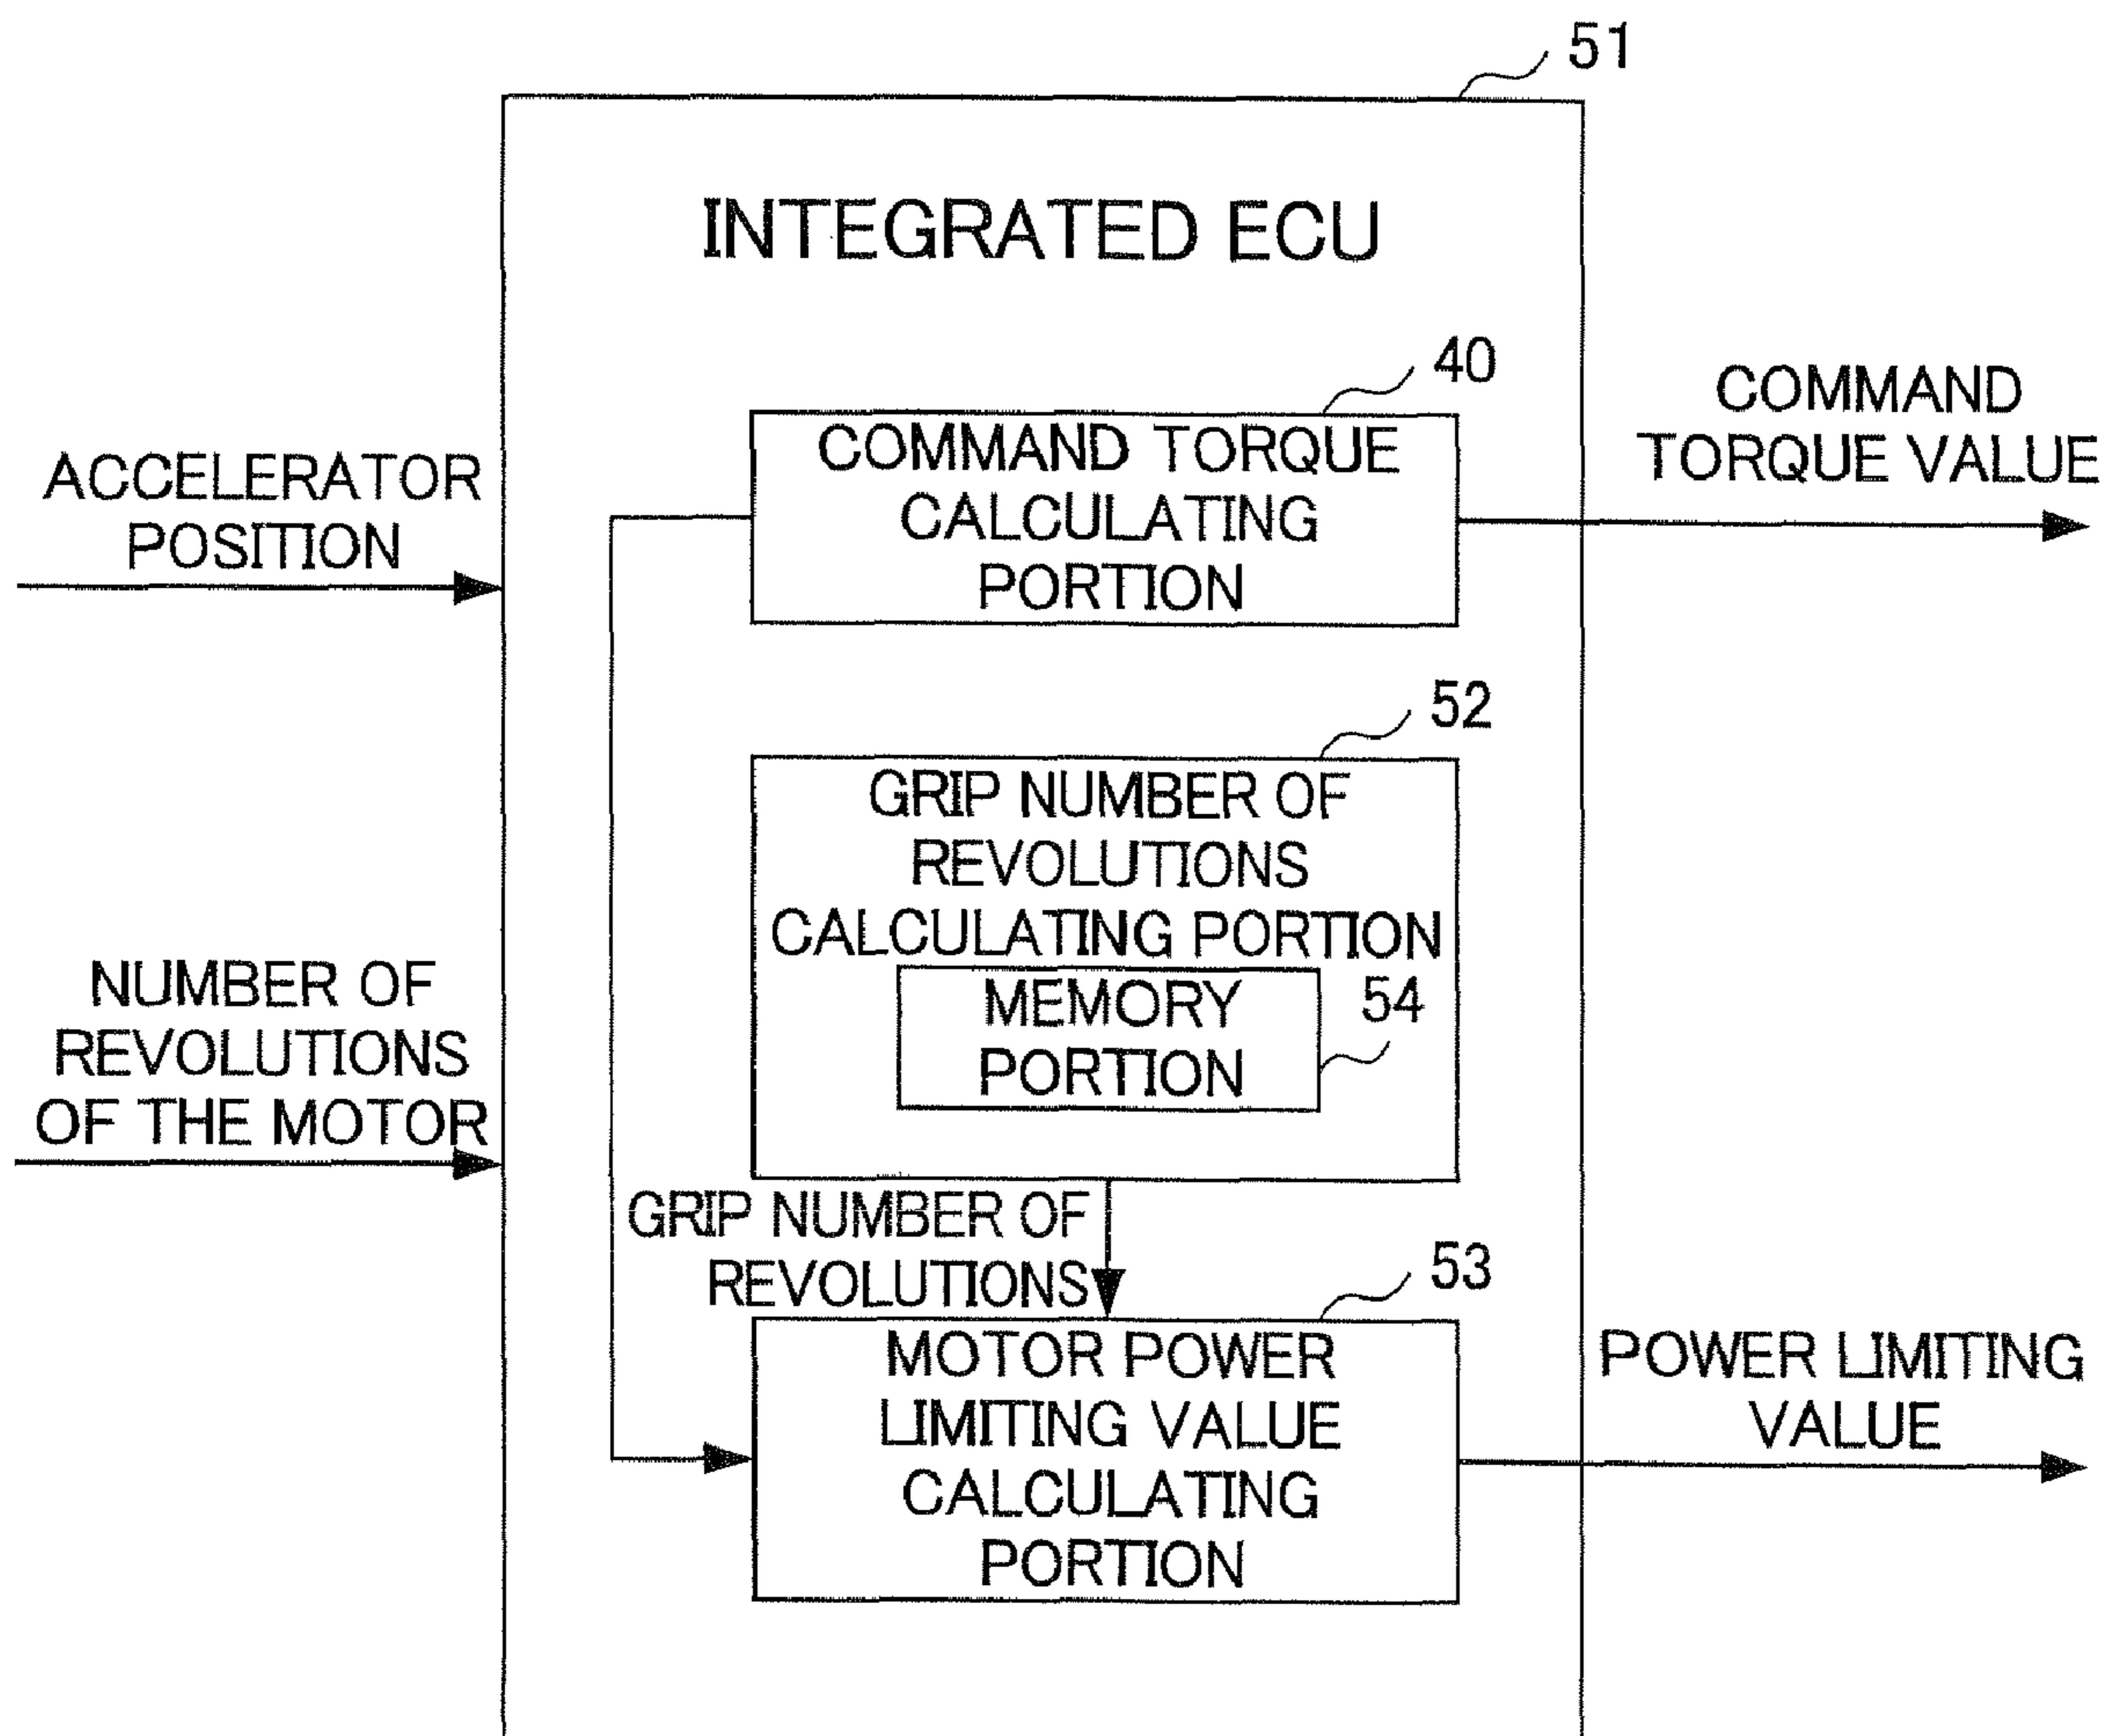 51
INTEGRATED ECU
40
COMMAND TORQUE
CALCULATING
PORTION
COMMAND
TORQUE VALUE
ACCELERATOR
POSITION
52
GRIP NUMBER OF
REVOLUTIONS
CALCULATING PORTION
MEMORY
PORTION
54
NUMBER OF
REVOLUTIONS
OF THE MOTOR
GRIP NUMBER OF
REVOLUTIONS
53
MOTOR POWER
LIMITING VALUE
CALCULATING
PORTION
POWER LIMITING
VALUE